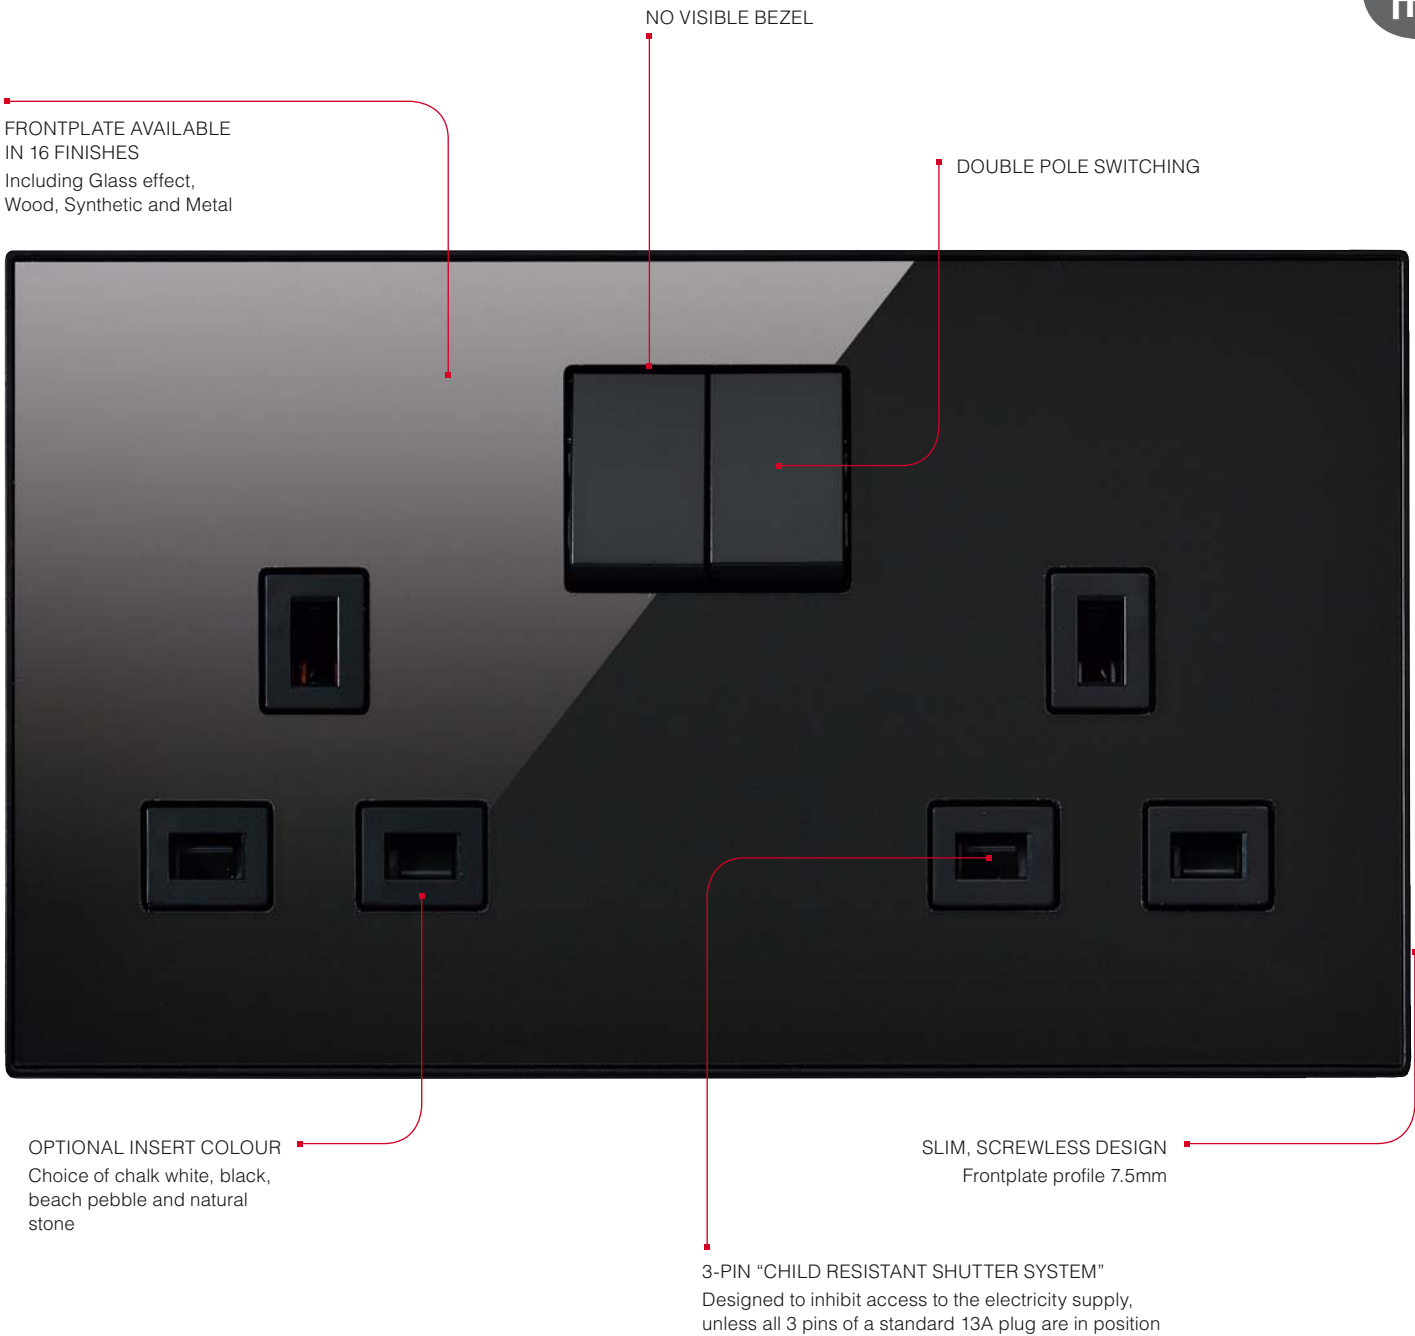 NO VISIBLE BEZEL
FRONTPLATE AVAILABLE
IN 16 FINISHES
Including Glass effect,
Wood, Synthetic and Metal
DOUBLE POLE SWITCHING
OPTIONAL INSERT COLOUR
Choice of chalk white, black,
beach pebble and natural
stone
SLIM, SCREWLESS DESIGN
Frontplate profile 7.5mm
3-PIN “CHILD RESISTANT SHUTTER SYSTEM”
Designed to inhibit access to the electricity supply,
unless all 3 pins of a standard 13A plug are in position